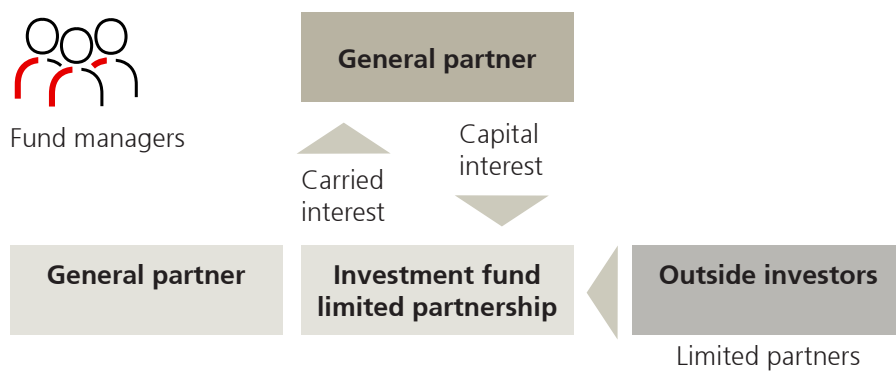 General partner
Fund managers
Capital
interest
Carried
interest
General partner
Investment fund
limited partnership
Outside investors
Limited partners